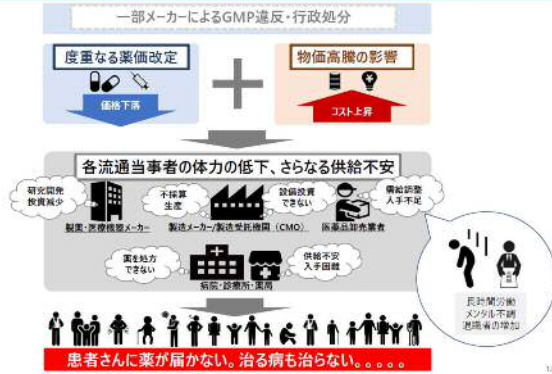 一部メーカーによるGMP違反・行政処分
度重なる薬価改定
価格下落
物価高騰の影響
コスト上昇
各流通当事者の体力の低下、さらなる供給不安
研究開発
投資減少
製薬・医療機器メーカー
不採算
生産
設備投資
できない
製造メーカー/製造受託機関（CMO）
需給調整
人手不足
医薬品卸売業者
薬を処方
できない
供給不安
入手困難
病院・診療所・薬局
長時間労働
メンタル不調
退職者の増加
患者さんに薬が届かない。治る病も治らない。。。。。